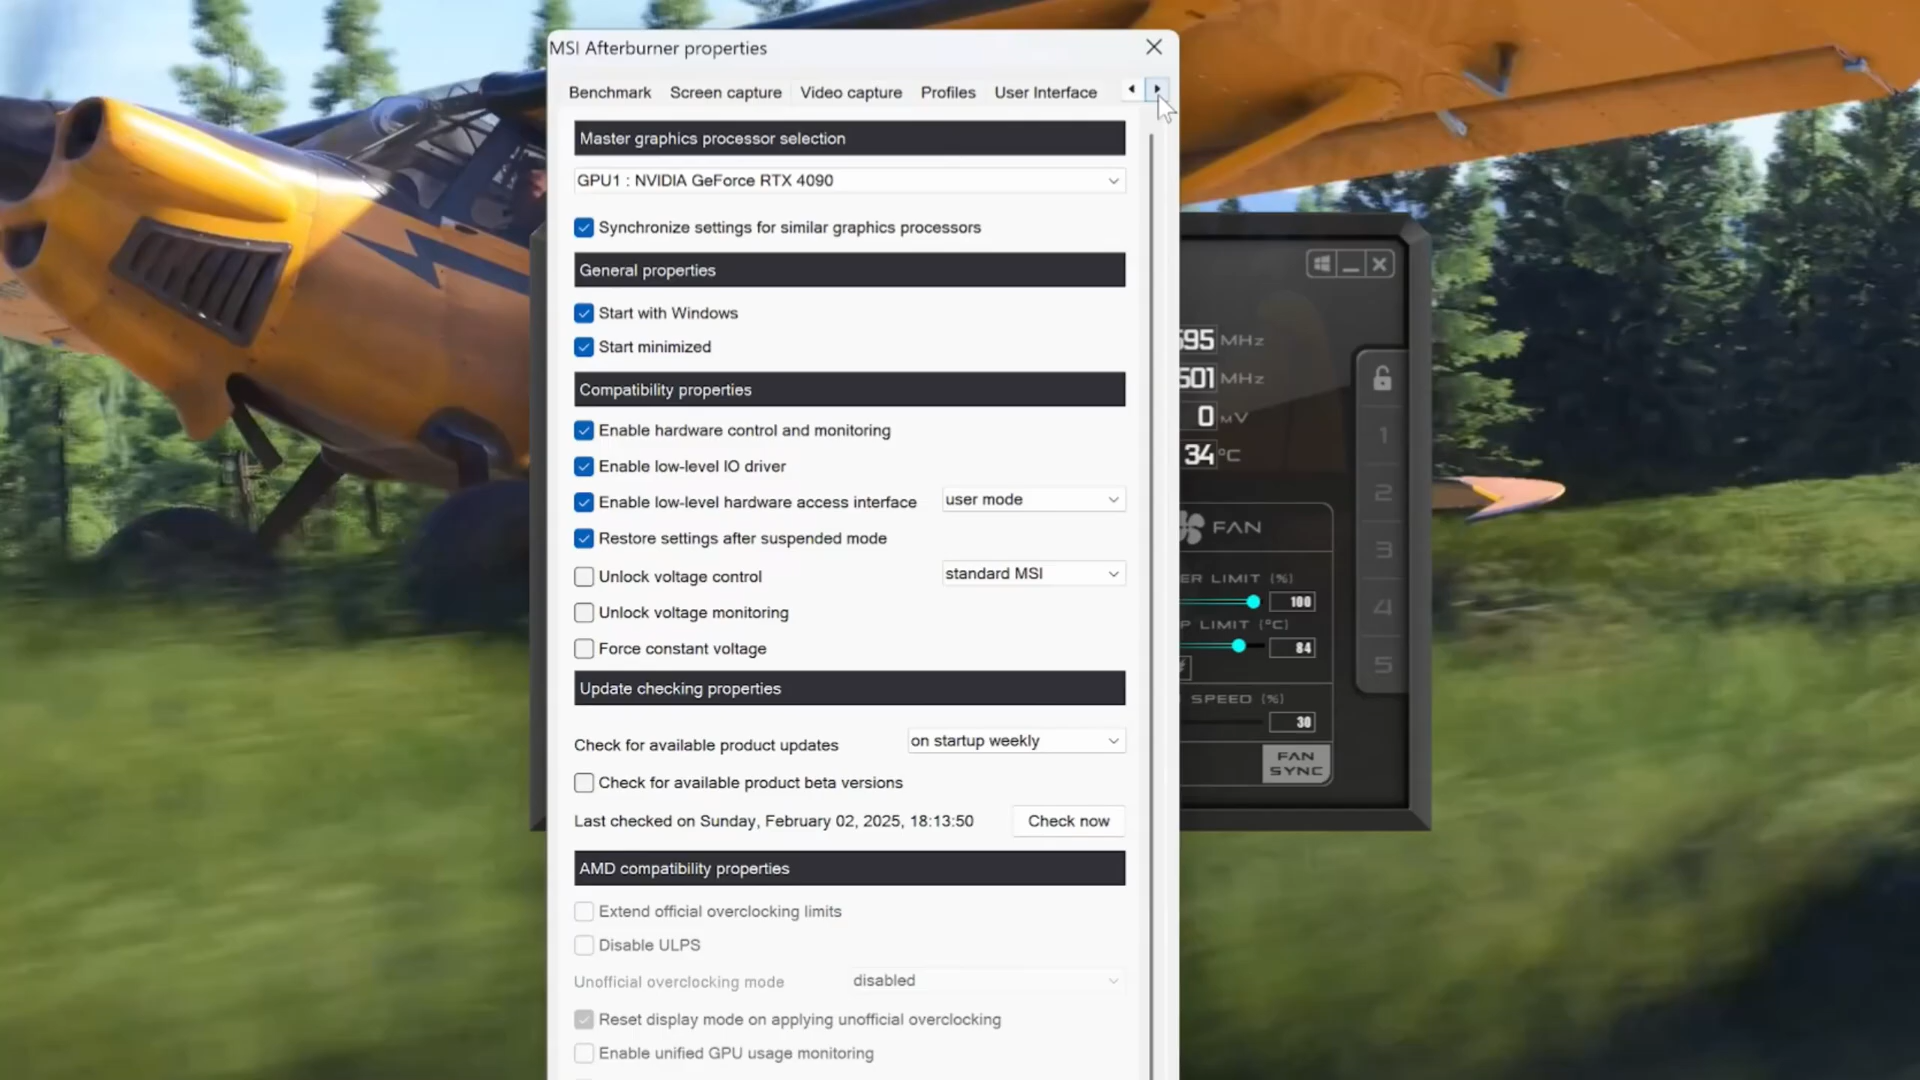 MSI Afterburner properties
Benchmark Screen capture Video capture Profiles User Interface
Master graphics processor selection
GPU1 : NVIDIA GeForce RTX 4090
Synchronize settings for similar graphics processors
General properties
Start with Windows
Start minimized
Compatibility properties
Enable hardware control and monitoring
Enable low-level IO driver
Enable low-level hardware access interface user mode
Restore settings after suspended mode
Unlock voltage control standard MSI
Unlock voltage monitoring
Force constant voltage
Update checking properties
Check for available product updates on startup weekly
Check for available product beta versions
Last checked on Sunday, February 02, 2025, 18:13:50 Check now
AMD compatibility properties
Extend official overclocking limits
Disable ULPS
Unofficial overclocking mode disabled
Reset display mode on applying unofficial overclocking
Enable unified GPU usage monitoring
595 MHz
501 MHz
0 MV
34 °C
FAN
ER LIMIT (%)
100
P LIMIT (°C)
84
SPEED (%)
30
FAN
SYNC
1
2
3
4
5